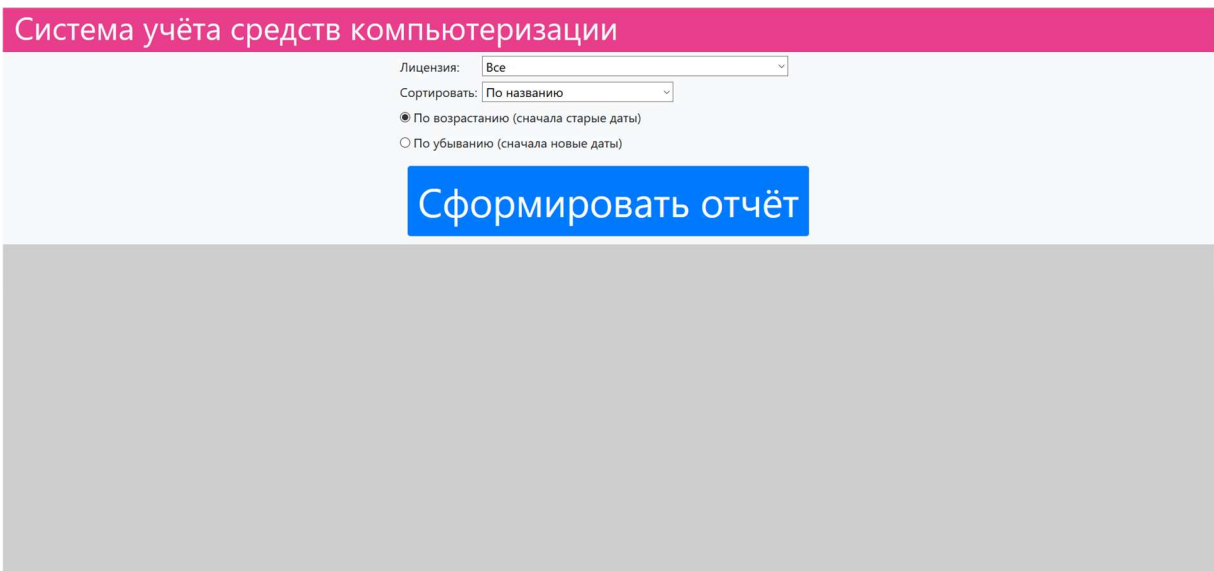 Система учёта средств компьютеризации
Лицензия: Все
Сортировать: По названию
По возрастанию (сначала старые даты)
По убыванию (сначала новые даты)
Сформировать отчёт